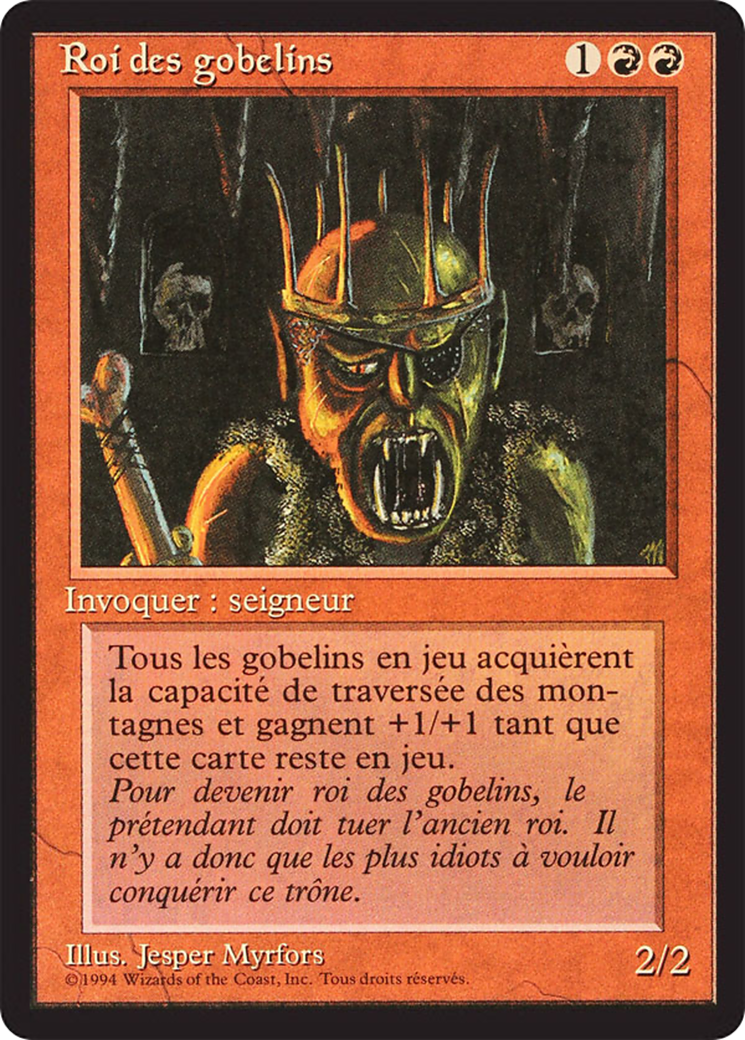 Roi des gobelins 1
Invoquer : seigneur
Tous les gobelins en jeu acquièrent
la capacité de traversée des mon-
tagnes et gagnent +1/+1 tant que
cette carte reste en jeu.
Pour devenir roi des gobelins, le
prétendant doit tuer l'ancien roi. Il
n'y a donc que les plus idiots à vouloir
conquérir ce trône.
Illus. Jesper Myrfors
2/2
©1994 Wizards of the Coast, Inc. Tous droits réservés.